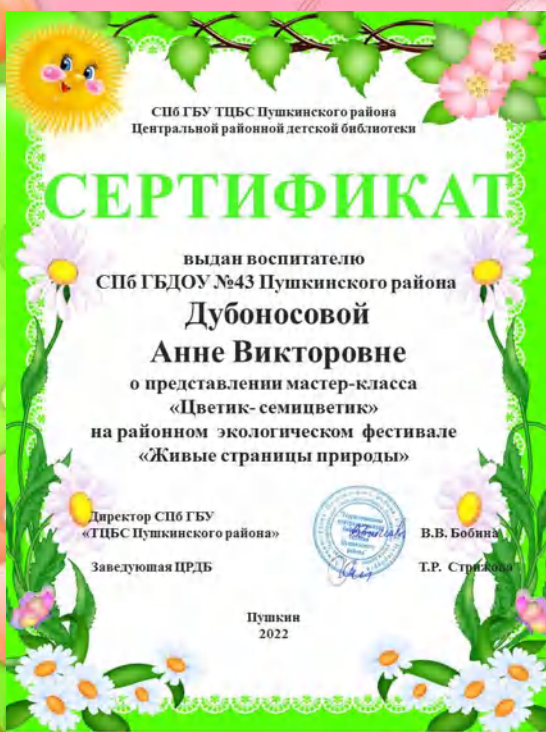 СПб ГБУ ТЦБС Пушкинского района
Центральной районной детской библиотеки
СЕРТИФИКАТ
выдан воспитателю
СПб ГБДОУ №43 Пушкинского района
Дубоносовой
Анне Викторовне
о представлении мастер-класса
«Цветик- семицветик»
на районном экологическом фестивале
«Живые страницы природы»
Директор СПб ГБУ
«ТЦБС Пушкинского района»
В.В. Бобина
Заведующая ЦРДБ
Т.Р. Стрижова
Пушкин
2022